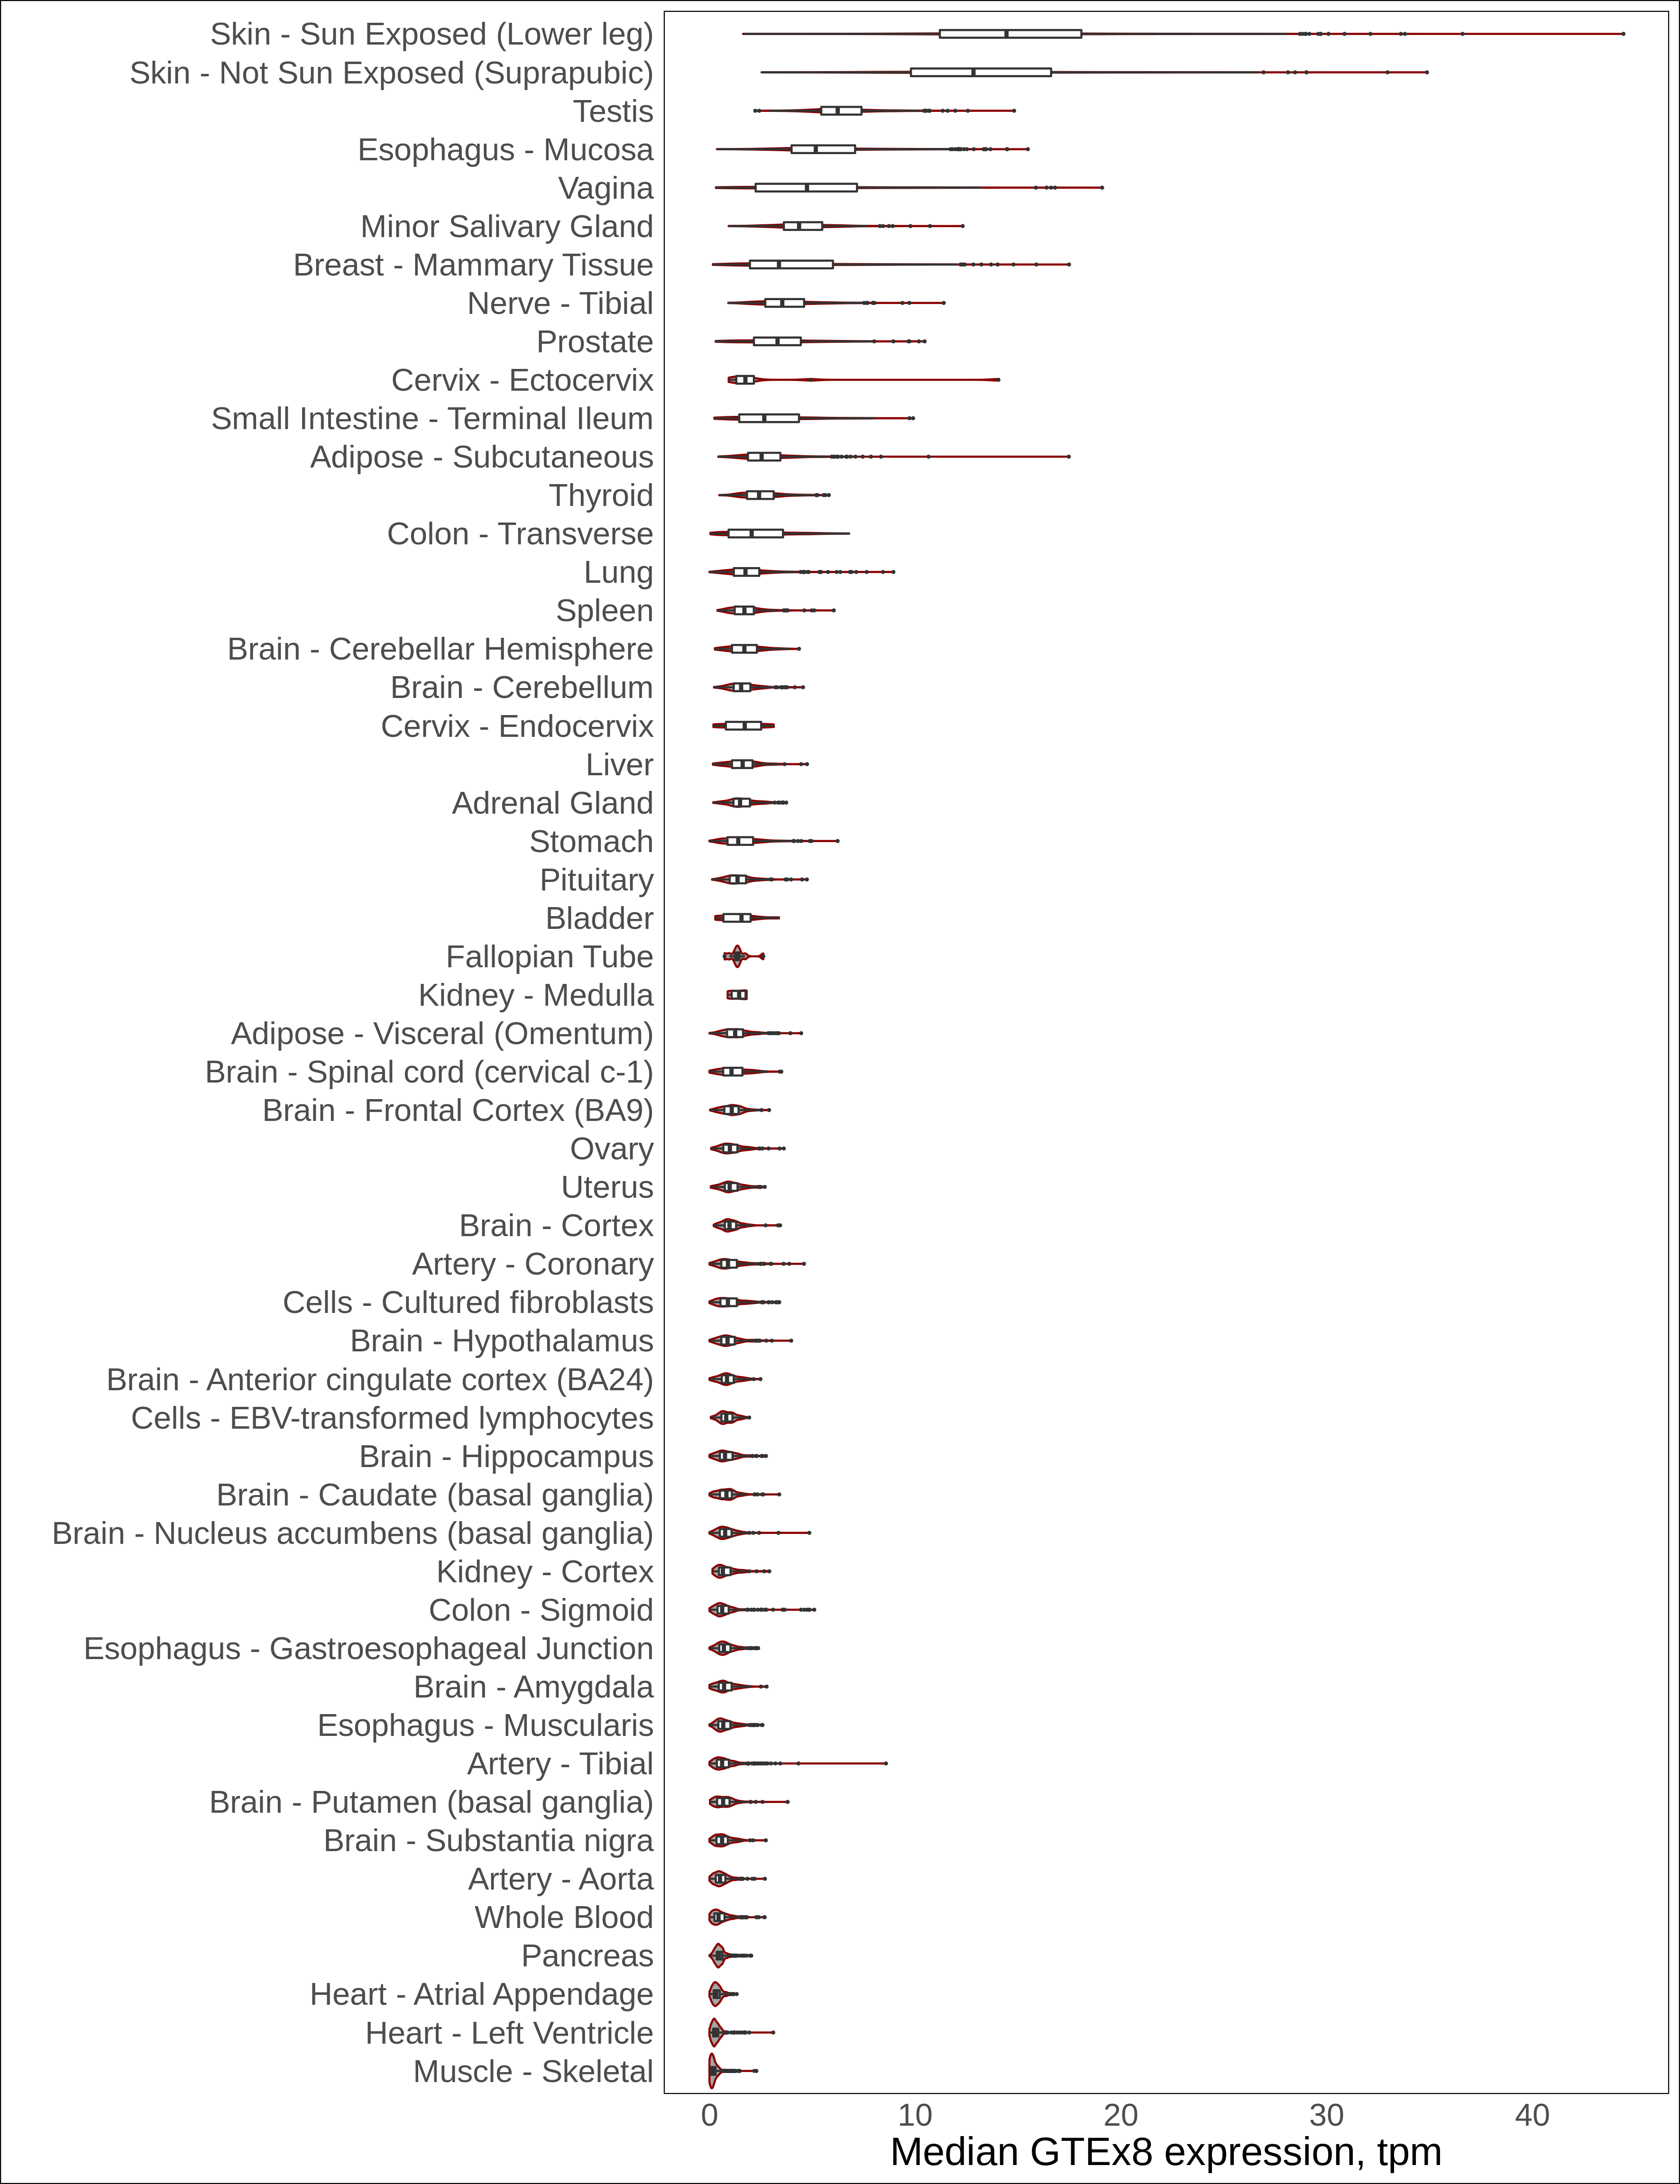 Skin - Sun Exposed (Lower leg)
Skin - Not Sun Exposed (Suprapubic)
Testis
Esophagus - Mucosa
Vagina
Minor Salivary Gland
Breast - Mammary Tissue
Nerve - Tibial
Prostate
Cervix - Ectocervix
Small Intestine - Terminal Ileum
Adipose - Subcutaneous
Thyroid
Colon - Transverse
Lung
Spleen
Brain - Cerebellar Hemisphere
Brain - Cerebellum
Cervix - Endocervix
Liver
Adrenal Gland
Stomach
Pituitary
Bladder
Fallopian Tube
Kidney - Medulla
Adipose - Visceral (Omentum)
Brain - Spinal cord (cervical c-1)
Brain - Frontal Cortex (BA9)
Ovary
Uterus
Brain - Cortex
Artery - Coronary
Cells - Cultured fibroblasts
Brain - Hypothalamus
Brain - Anterior cingulate cortex (BA24)
Cells - EBV-transformed lymphocytes
Brain - Hippocampus
Brain - Caudate (basal ganglia)
Brain - Nucleus accumbens (basal ganglia)
Kidney - Cortex
Colon - Sigmoid
Esophagus - Gastroesophageal Junction
Brain - Amygdala
Esophagus - Muscularis
Artery - Tibial
Brain - Putamen (basal ganglia)
Brain - Substantia nigra
Artery - Aorta
Whole Blood
Pancreas
Heart - Atrial Appendage
Heart - Left Ventricle
Muscle - Skeletal
0 10 20 30 40
Median GTEx8 expression, tpm